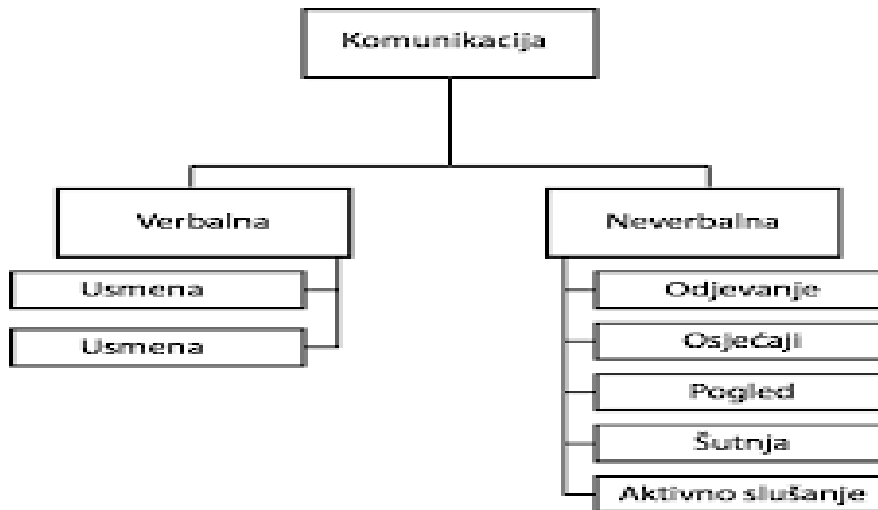 Komunikacija
Verbalna
Usmena
Usmena
Neverbalna
Odjevanje
Osjećaji
Pogled
Šutnja
Aktivno slušanje